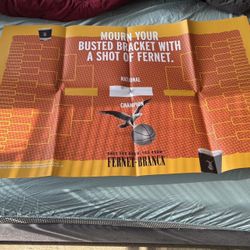 MOURN YOUR
BUSTED BRACKET WITH
A SHOT OF FERNET.
NATIONAL
CHAMPION
FERNET-BRANCA